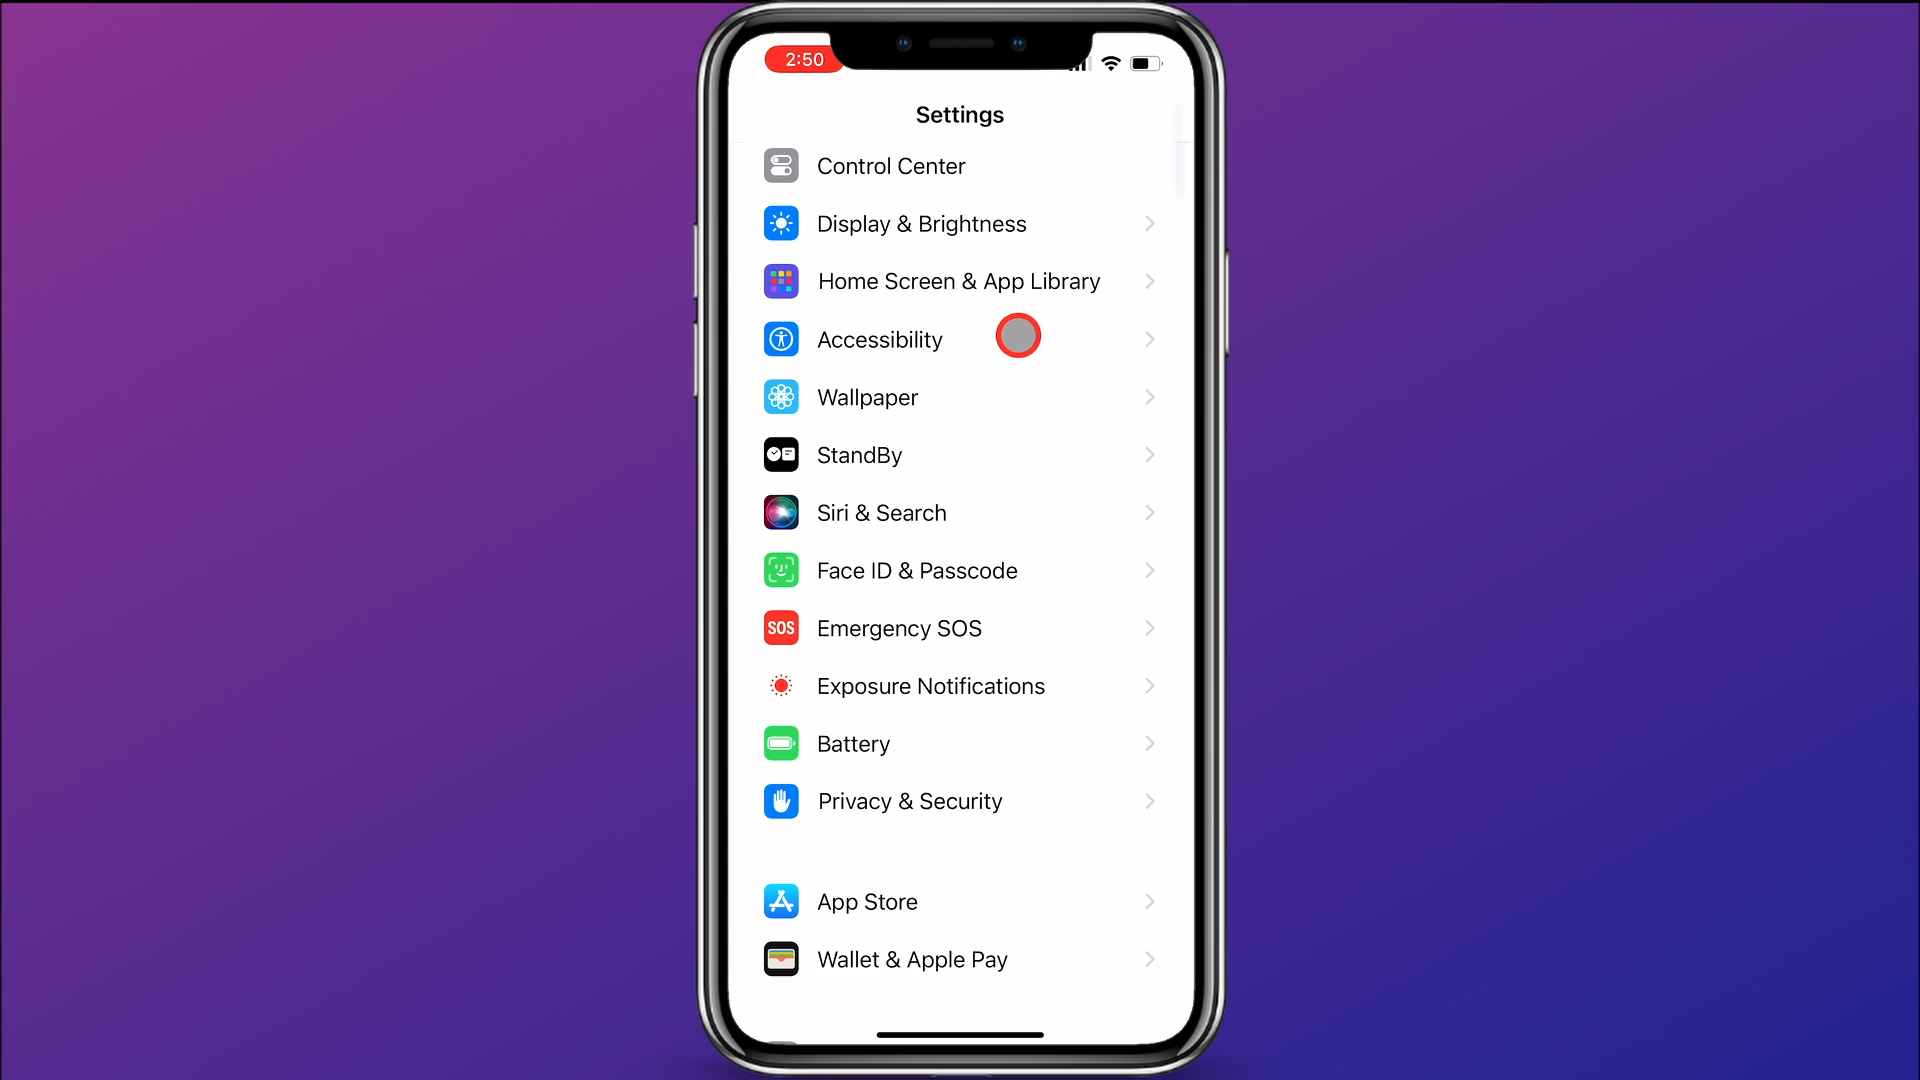 2:50
Settings
Control Center
Display & Brightness
Home Screen & App Library
Accessibility
Wallpaper
StandBy
Siri & Search
Face ID & Passcode
SOS Emergency SOS
Exposure Notifications
Battery
Privacy & Security
App Store
Wallet & Apple Pay